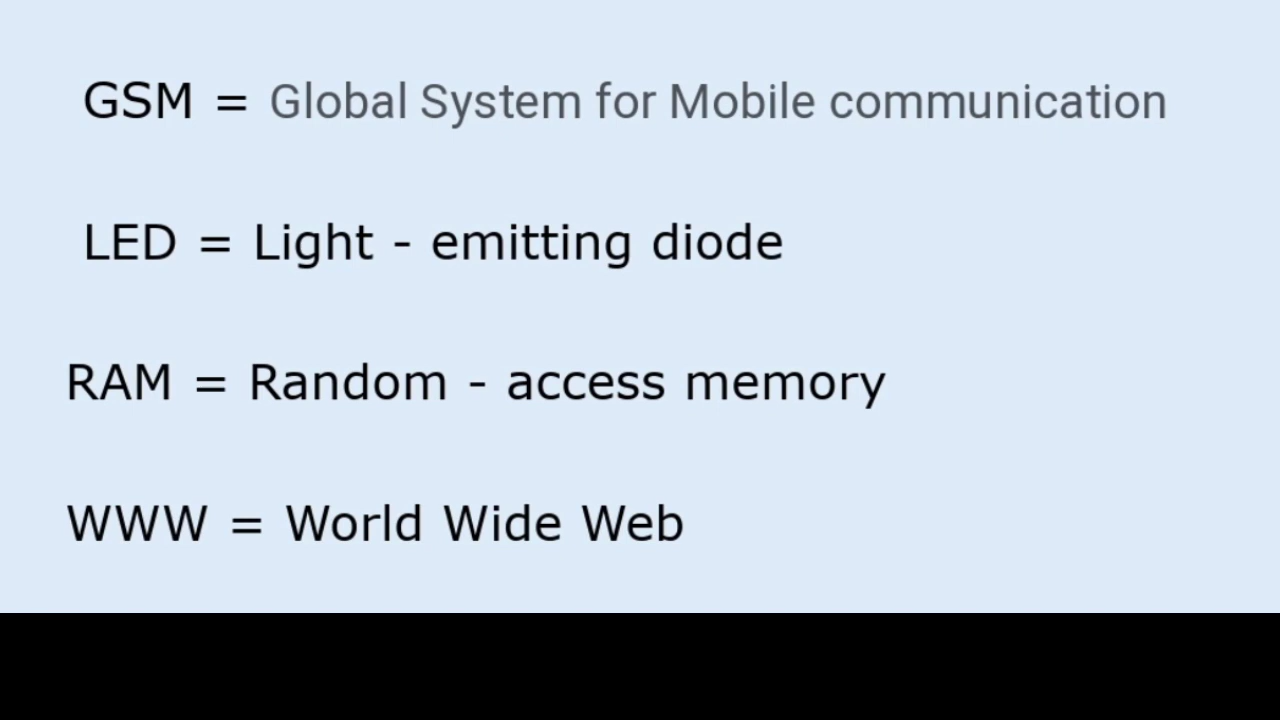 GSM = Global System for Mobile communication
LED = Light - emitting diode
RAM = Random - access memory
WWW = World Wide Web